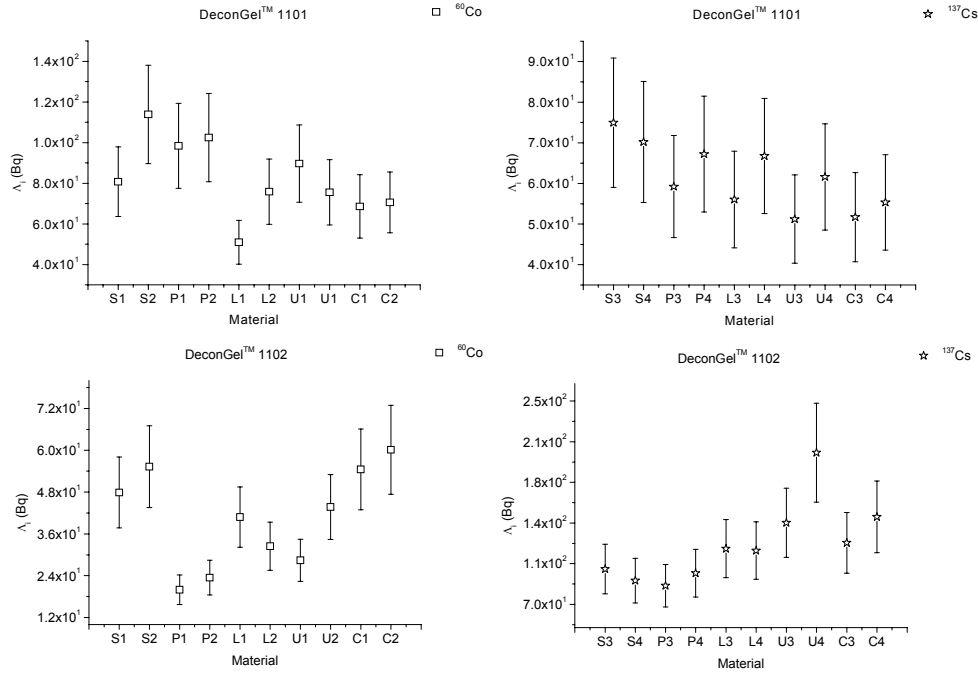 DeconGel™ 1101
⁶⁰Co
Λi (Bq)
1.4x10²
1.2x10²
1.0x10²
8.0x10¹
6.0x10¹
4.0x10¹
S1 S2 P1 P2 L1 L2 U1 U1 C1 C2
Material
DeconGel™ 1101
¹³⁷Cs
Λi (Bq)
9.0x10¹
8.0x10¹
7.0x10¹
6.0x10¹
5.0x10¹
4.0x10¹
S3 S4 P3 P4 L3 L4 U3 U4 C3 C4
Material
DeconGel™ 1102
⁶⁰Co
Λi (Bq)
7.2x10¹
6.0x10¹
4.8x10¹
3.6x10¹
2.4x10¹
1.2x10¹
S1 S2 P1 P2 L1 L2 U1 U2 C1 C2
Material
DeconGel™ 1102
¹³⁷Cs
Λi (Bq)
2.5x10²
2.1x10²
1.8x10²
1.4x10²
1.1x10²
7.0x10¹
S3 S4 P3 P4 L3 L4 U3 U4 C3 C4
Material